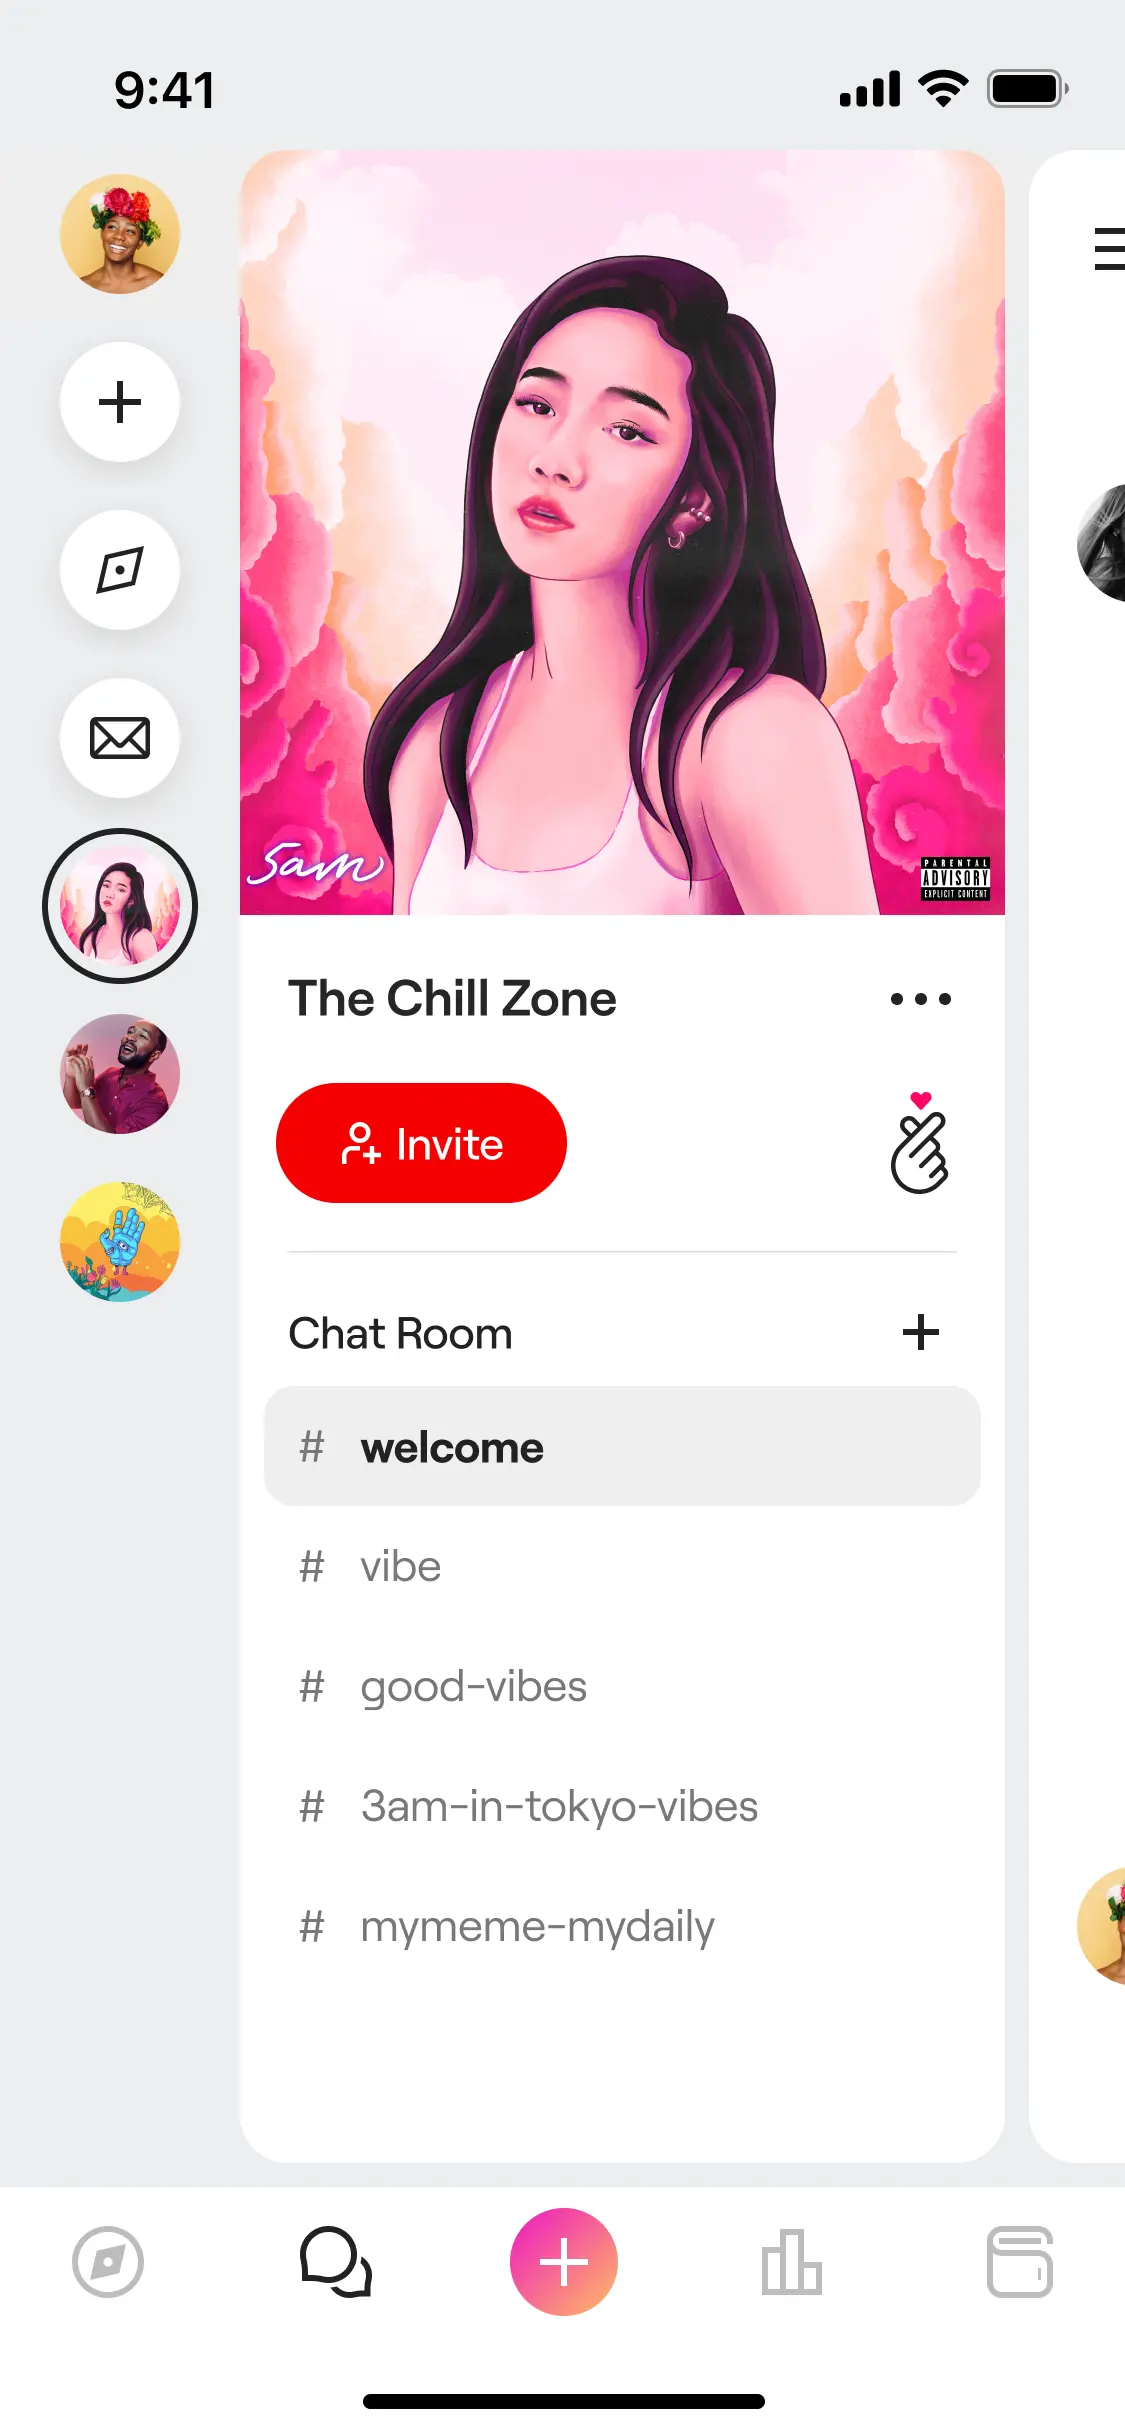 9:41
5am
PARENTAL
ADVISORY
EXPLICIT CONTENT
The Chill Zone
Invite
Chat Room
# welcome
# vibe
# good-vibes
# 3am-in-tokyo-vibes
# mymeme-mydaily